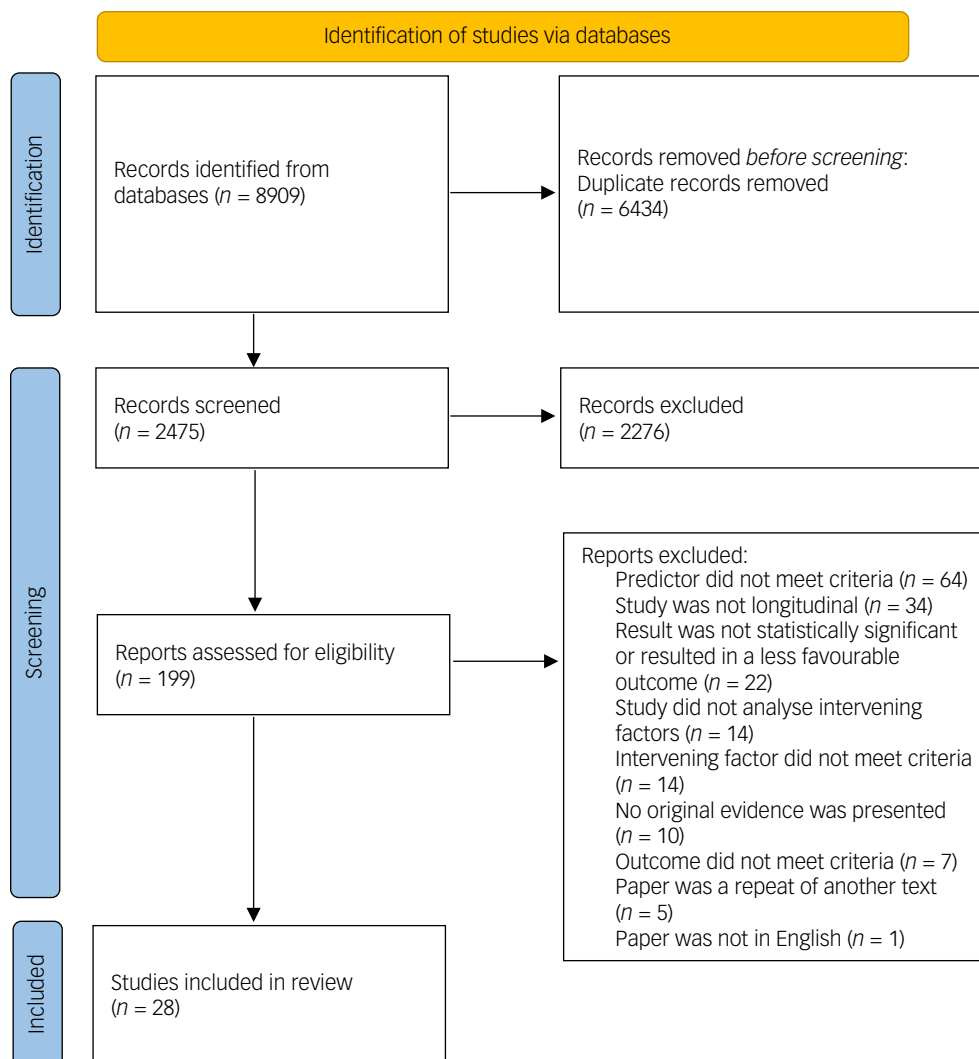 Identification of studies via databases
Identification
Records identified from
databases (n = 8909)
Records removed before screening:
Duplicate records removed
(n = 6434)
Screening
Records screened
(n = 2475)
Records excluded
(n = 2276)
Reports assessed for eligibility
(n = 199)
Reports excluded:
Predictor did not meet criteria (n = 64)
Study was not longitudinal (n = 34)
Result was not statistically significant
or resulted in a less favourable
outcome (n = 22)
Study did not analyse intervening
factors (n = 14)
Intervening factor did not meet criteria
(n = 14)
No original evidence was presented
(n = 10)
Outcome did not meet criteria (n = 7)
Paper was a repeat of another text
(n = 5)
Paper was not in English (n = 1)
Included
Studies included in review
(n = 28)